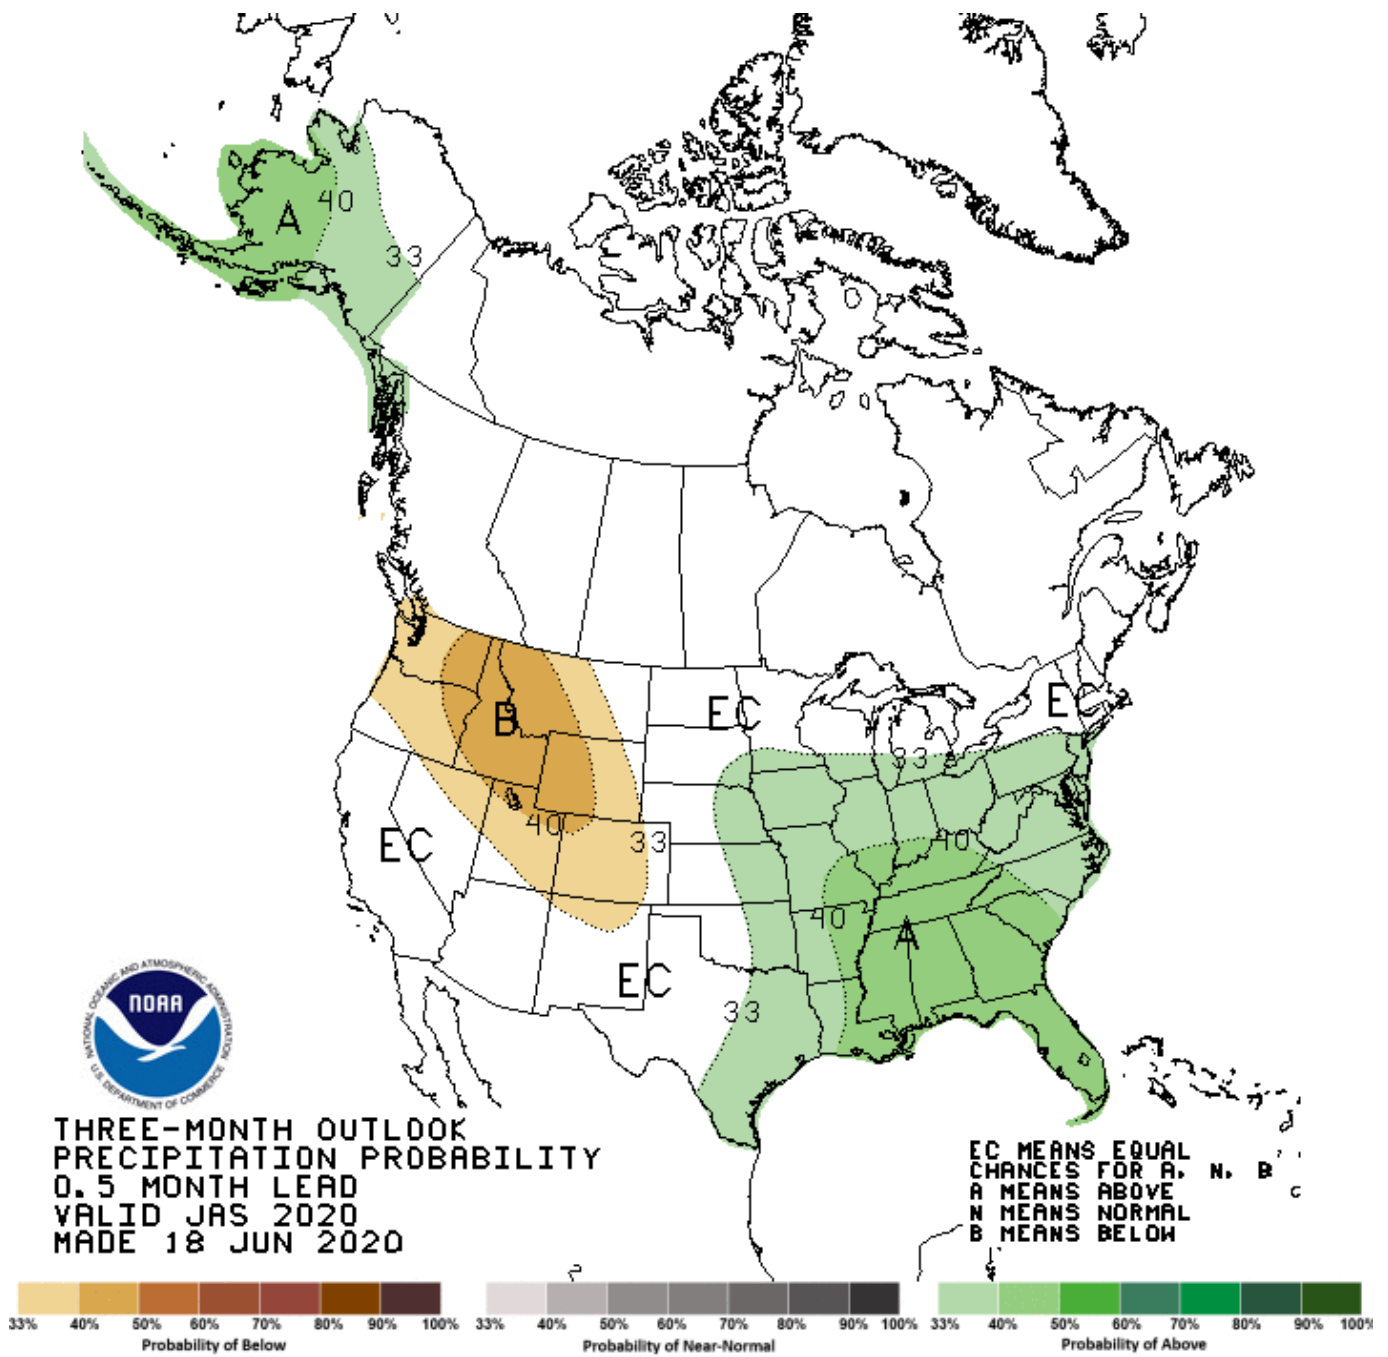 A
40
33
B
EC
EC
33
40
33
EC
40
40
A
EC
33
NATIONAL OCEANIC AND ATMOSPHERIC ADMINISTRATION
NOAA
U.S. DEPARTMENT OF COMMERCE
THREE-MONTH OUTLOOK
PRECIPITATION PROBABILITY
0.5 MONTH LEAD
VALID JAS 2020
MADE 18 JUN 2020
EC MEANS EQUAL
CHANCES FOR A, N, B
A MEANS ABOVE
N MEANS NORMAL
B MEANS BELOW
33% 40% 50% 60% 70% 80% 90% 100%
Probability of Below
33% 40% 50% 60% 70% 80% 90% 100%
Probability of Near-Normal
33% 40% 50% 60% 70% 80% 90% 100%
Probability of Above